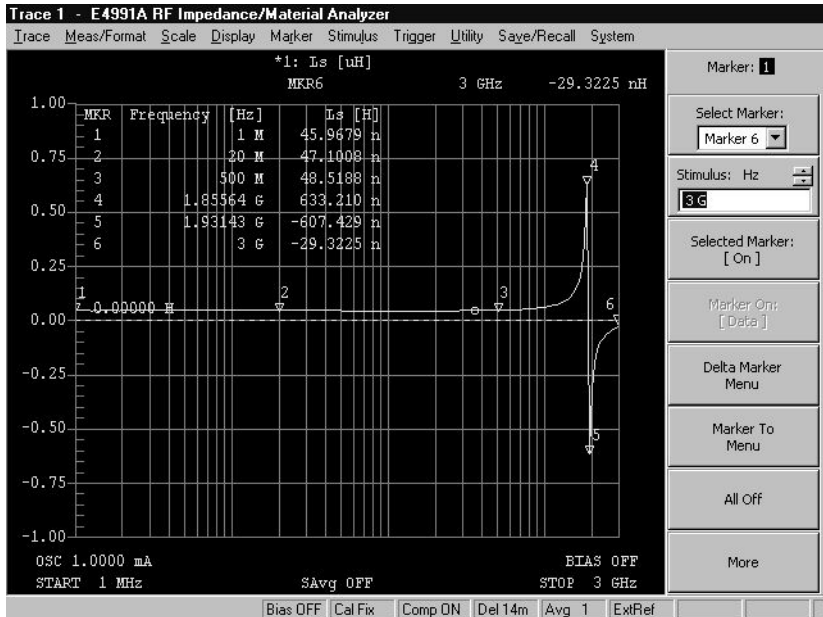 Trace 1 - E4991A RF Impedance/Material Analyzer
Trace Meas/Format Scale Display Marker Stimulus Trigger Utility Save/Recall System
*1: Ls [uH]
MKR6 3 GHz -29.3225 nH
1.00
0.75
0.50
0.25
0.00
-0.25
-0.50
-0.75
-1.00
MKR Frequency [Hz] Ls [H]
1 1 M 45.9679 n
2 20 M 47.1008 n
3 500 M 48.5188 n
4 1.85564 G 633.210 n
5 1.93143 G -607.429 n
6 3 G -29.3225 n
4
1 2 3 6
0.00000 H
5
OSC 1.0000 mA BIAS OFF
START 1 MHz SAvg OFF STOP 3 GHz
Marker: 1
Select Marker:
Marker 6
Stimulus: Hz
3 G
Selected Marker:
[ On ]
Marker On:
[ Data ]
Delta Marker
Menu
Marker To
Menu
All Off
More
Bias OFF Cal Fix Comp ON Del 14m Avg 1 ExtRef